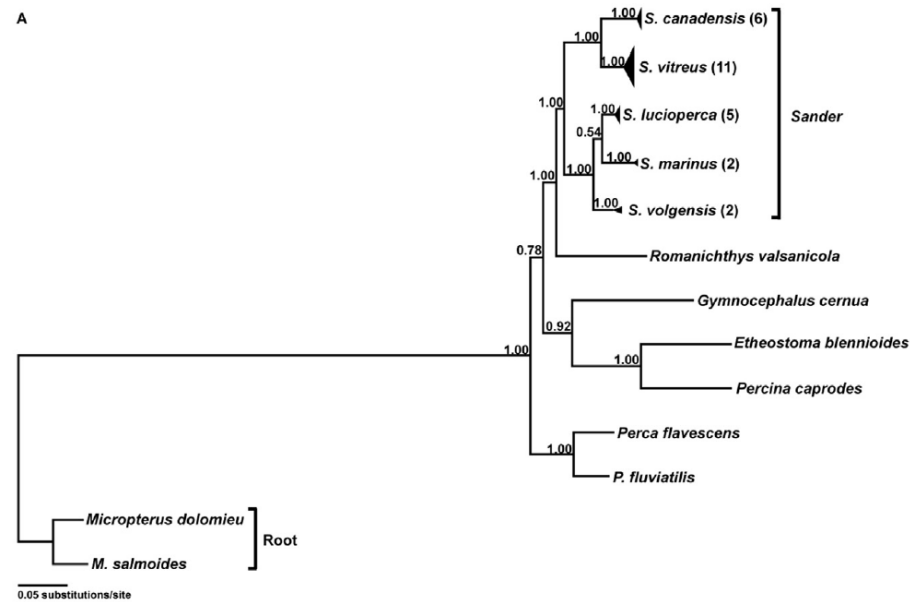 A
1.00
S. canadensis (6)
1.00
1.00
S. vitreus (11)
1.00
1.00
S. lucioperca (5)
Sander
0.54
1.00
S. marinus (2)
1.00
1.00
1.00
S. volgensis (2)
0.78
Romanichthys valsanicola
Gymnocephalus cernua
0.92
Etheostoma blennioides
1.00
1.00
Percina caprodes
Perca flavescens
1.00
P. fluviatilis
Micropterus dolomieu
Root
M. salmoides
0.05 substitutions/site